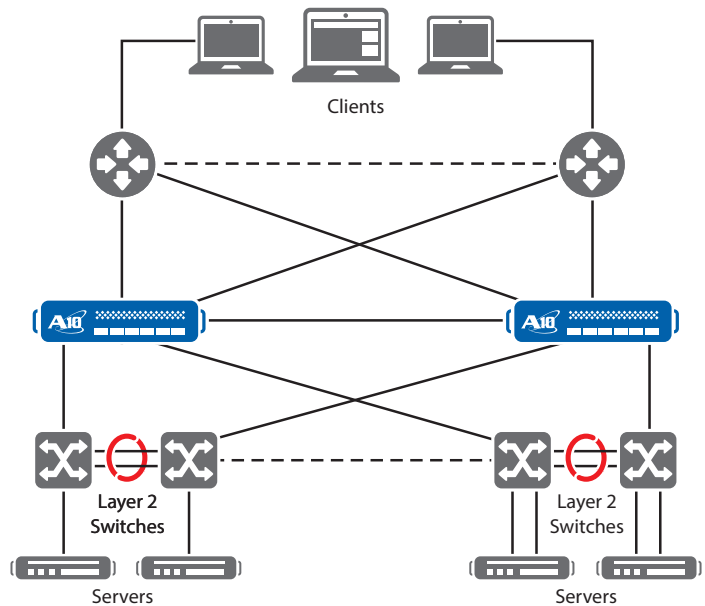 Clients
A10
A10
Layer 2
Switches
Layer 2
Switches
Servers
Servers